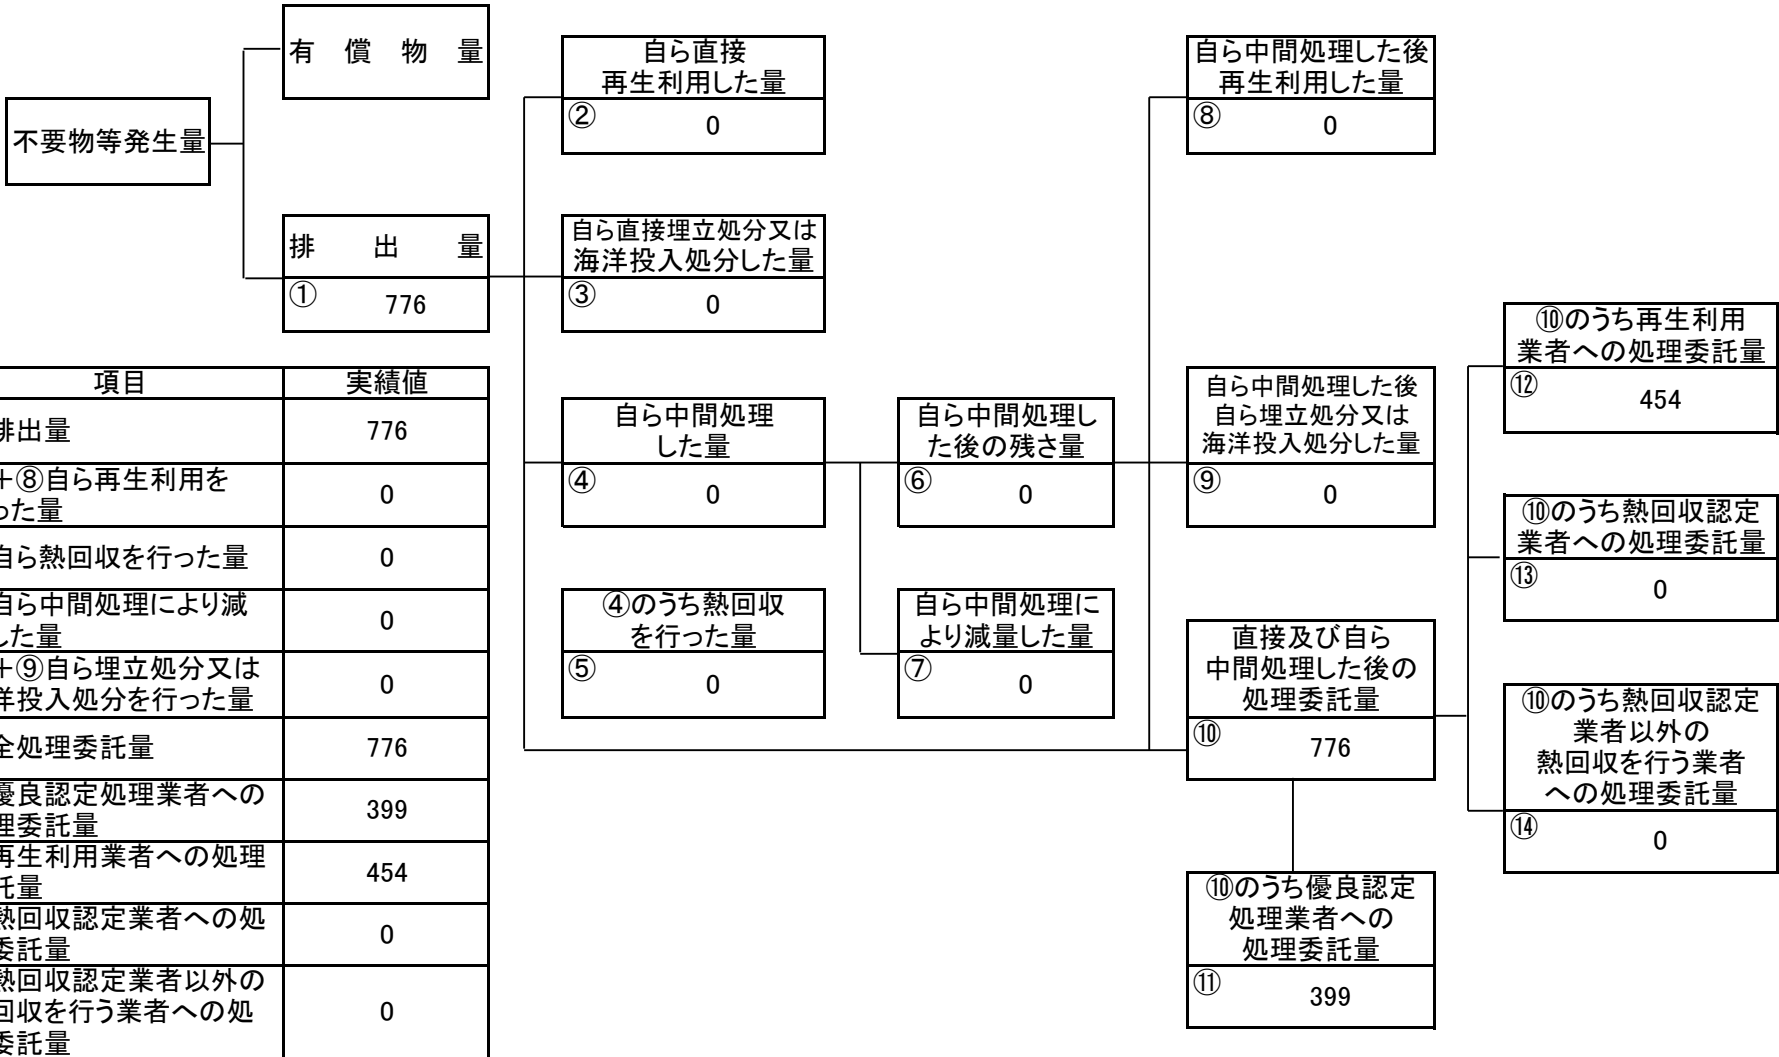 有 償 物 量
不要物等発生量
排 出 量
① 776
自ら直接
再生利用した量
② 0
自ら直接埋立処分又は
海洋投入処分した量
③ 0
自ら中間処理
した量
④ 0
④のうち熱回収
を行った量
⑤ 0
自ら中間処理し
た後の残さ量
⑥ 0
自ら中間処理に
より減量した量
⑦ 0
自ら中間処理した後
再生利用した量
⑧ 0
自ら中間処理した後
自ら埋立処分又は
海洋投入処分した量
⑨ 0
直接及び自ら
中間処理した後の
処理委託量
⑩ 776
⑩のうち優良認定
処理業者への
処理委託量
⑪ 399
⑩のうち再生利用
業者への処理委託量
⑫ 454
⑩のうち熱回収認定
業者への処理委託量
⑬ 0
⑩のうち熱回収認定
業者以外の
熱回収を行う業者
への処理委託量
⑭ 0
項目 実績値
排出量 776
+⑧自ら再生利用を
った量 0
自ら熱回収を行った量 0
自ら中間処理により減
した量 0
+⑨自ら埋立処分又は
洋投入処分を行った量 0
全処理委託量 776
優良認定処理業者への
理委託量 399
再生利用業者への処理
託量 454
熱回収認定業者への処
委託量 0
熱回収認定業者以外の
回収を行う業者への処
委託量 0